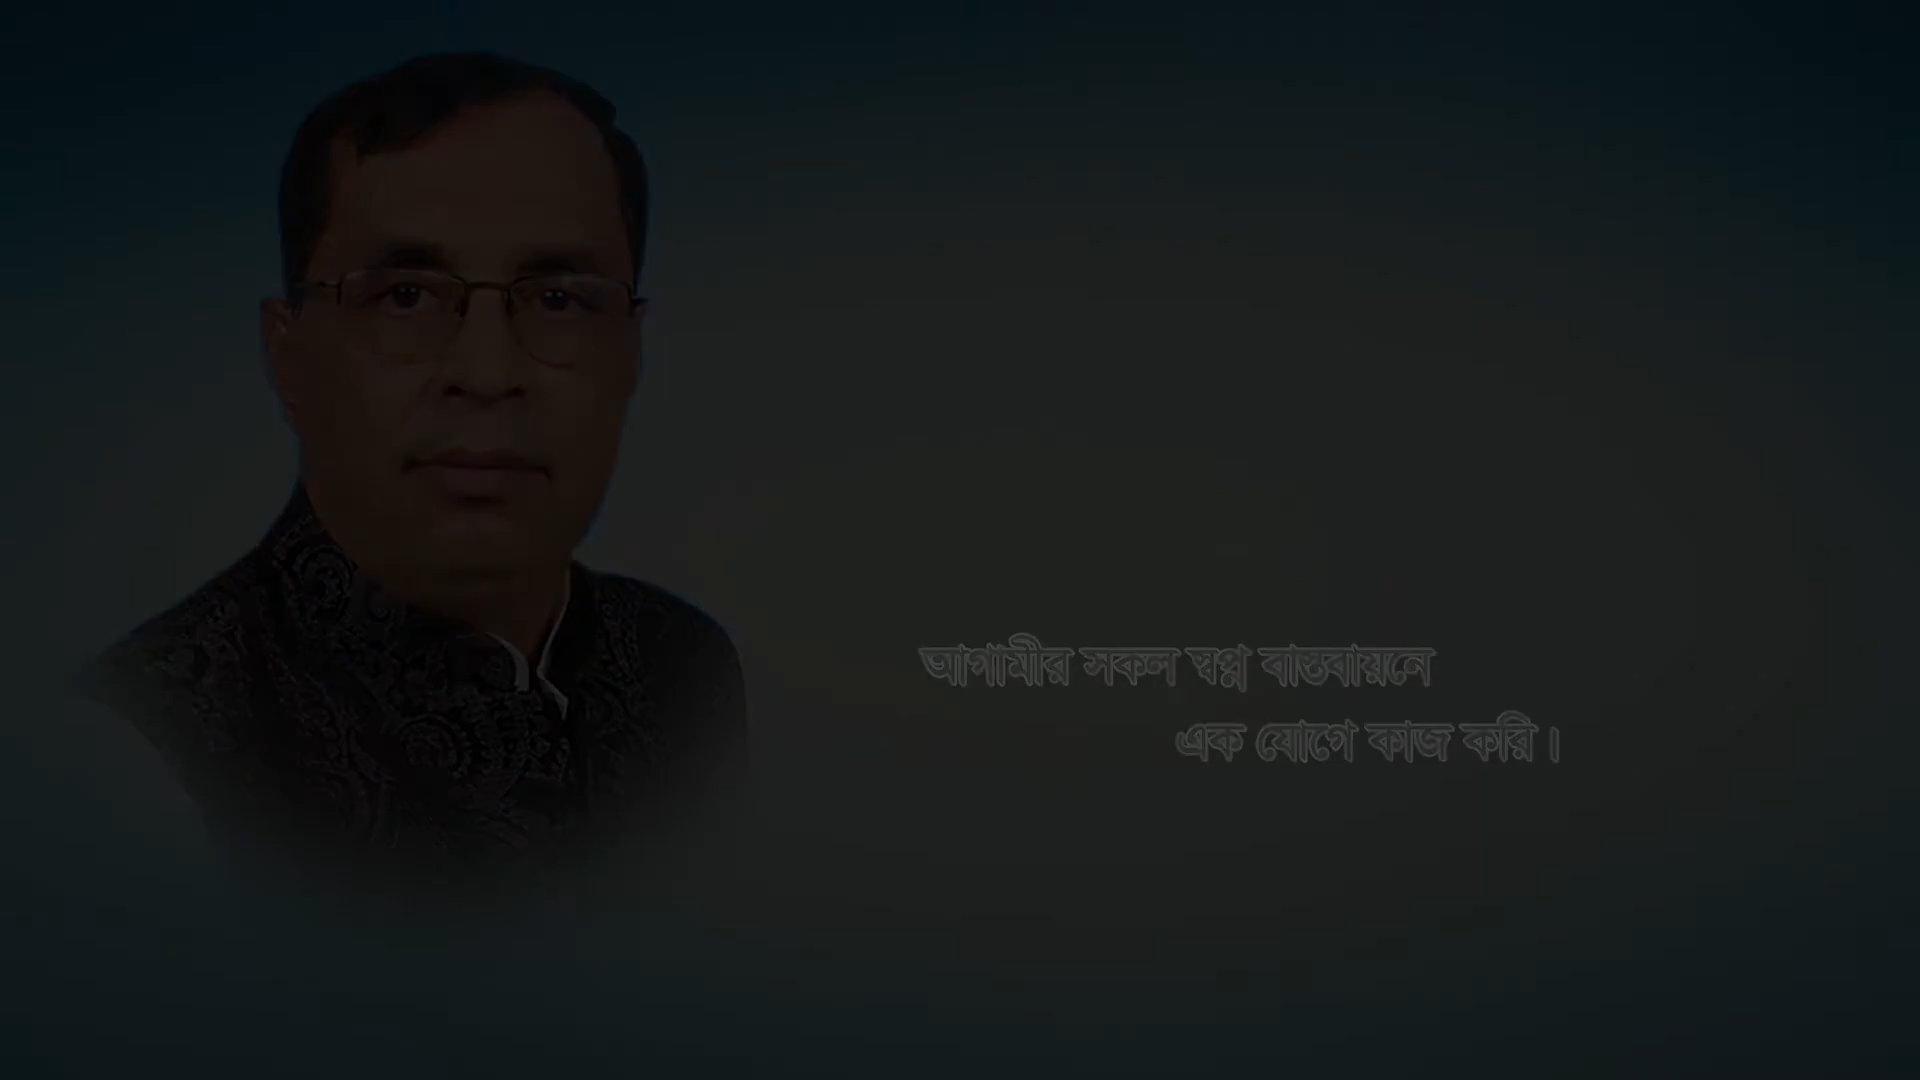 আগামীর সকল স্বপ্ন বাস্তবায়নে
এক যোগে কাজ করি।